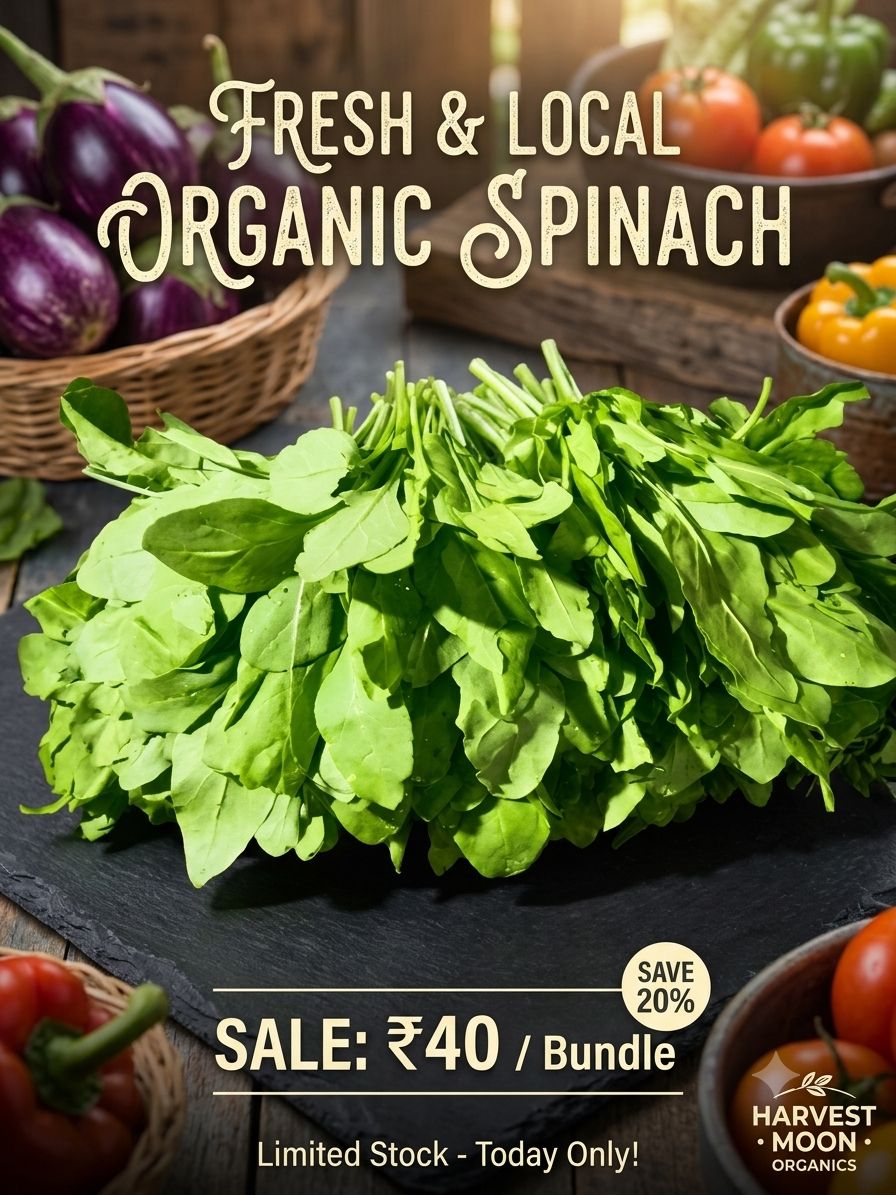 Fresh & Local
Organic Spinach
SAVE
20%
SALE: ₹40 / Bundle
Limited Stock - Today Only!
HARVEST
• MOON •
ORGANICS